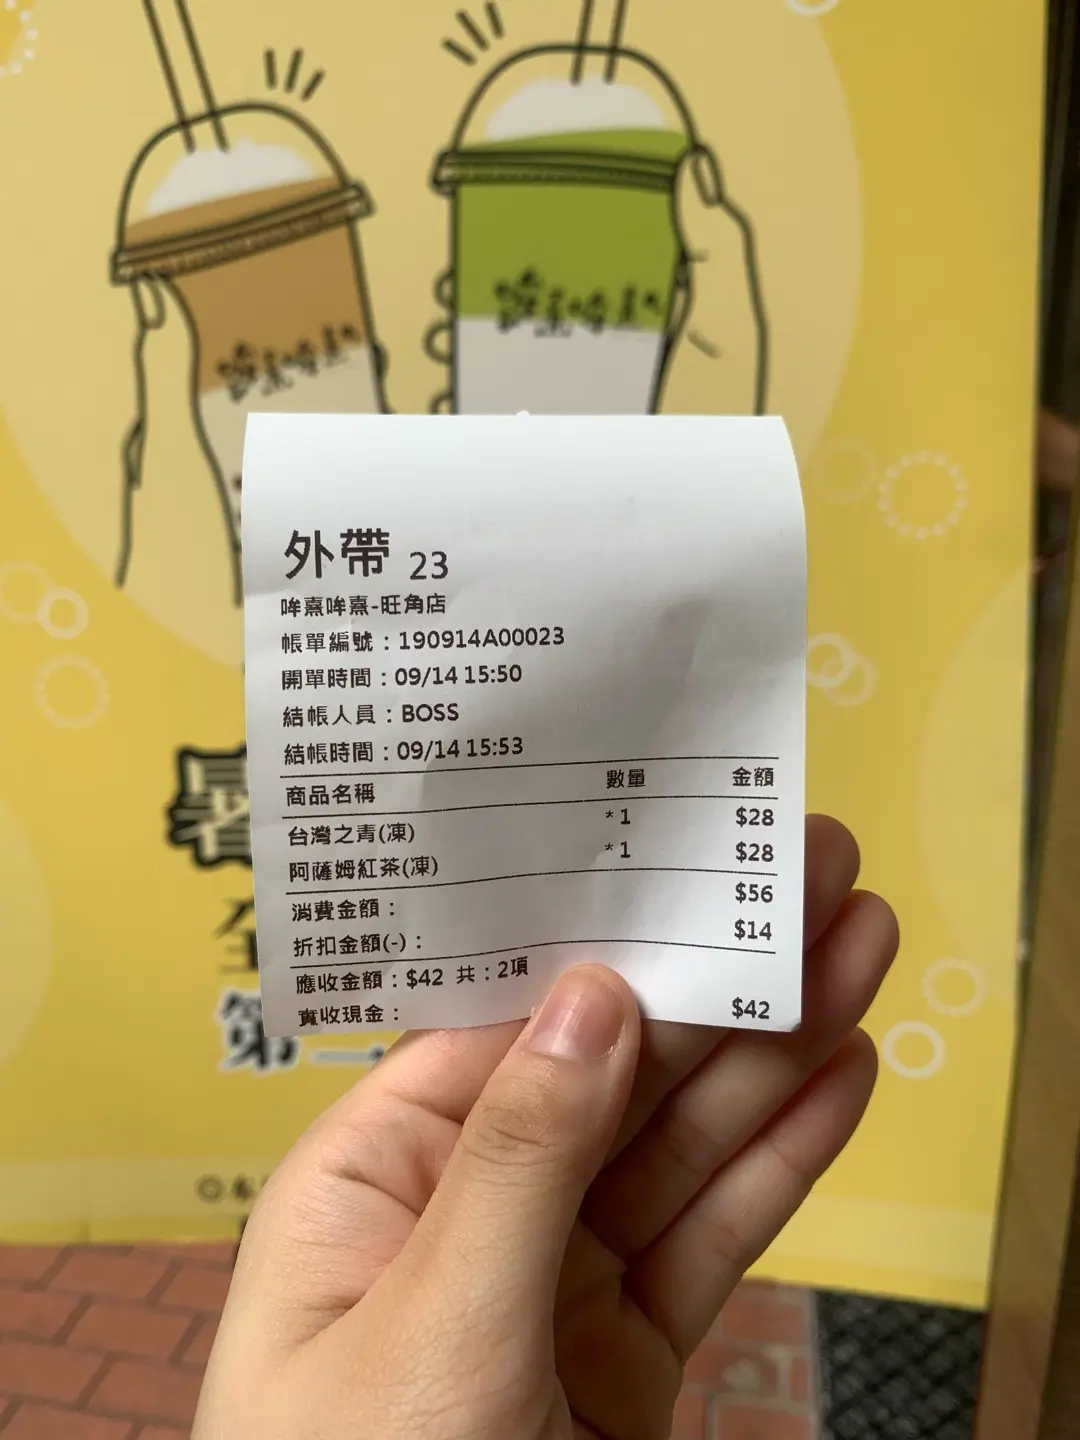 外帶 23
哞熹哞熹-旺角店
帳單編號：190914A00023
開單時間：09/14 15:50
結帳人員：BOSS
結帳時間：09/14 15:53
商品名稱 數量 金額
台灣之青(凍) *1 $28
阿薩姆紅茶(凍) *1 $28
消費金額： $56
折扣金額(-)： $14
應收金額：$42 共：2項
實收現金： $42
第一